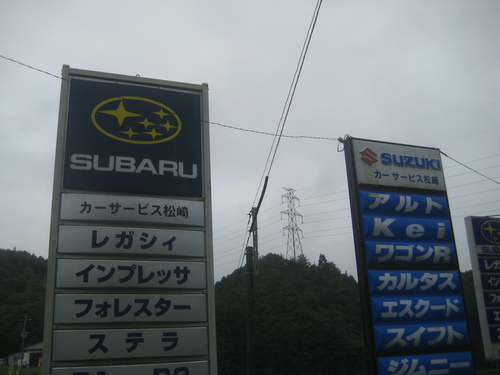 SUBARU
カーサービス松崎
レガシィ
インプレッサ
フォレスター
ステラ
SUZUKI
カーサービス松崎
アルト
Kei
ワゴンR
カルタス
エスクード
スイフト
ジムニー